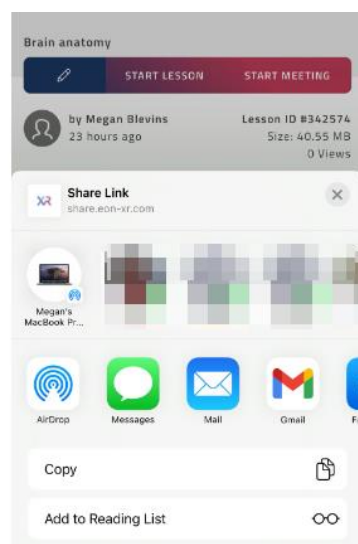 Brain anatomy
START LESSON START MEETING
by Megan Blevins
23 hours ago
Lesson ID #342574
Size: 40.55 MB
0 Views
XR
Share Link
share.eon-xr.com
Megan's
MacBook Pr...
AirDrop Messages Mail Gmail
Copy
Add to Reading List